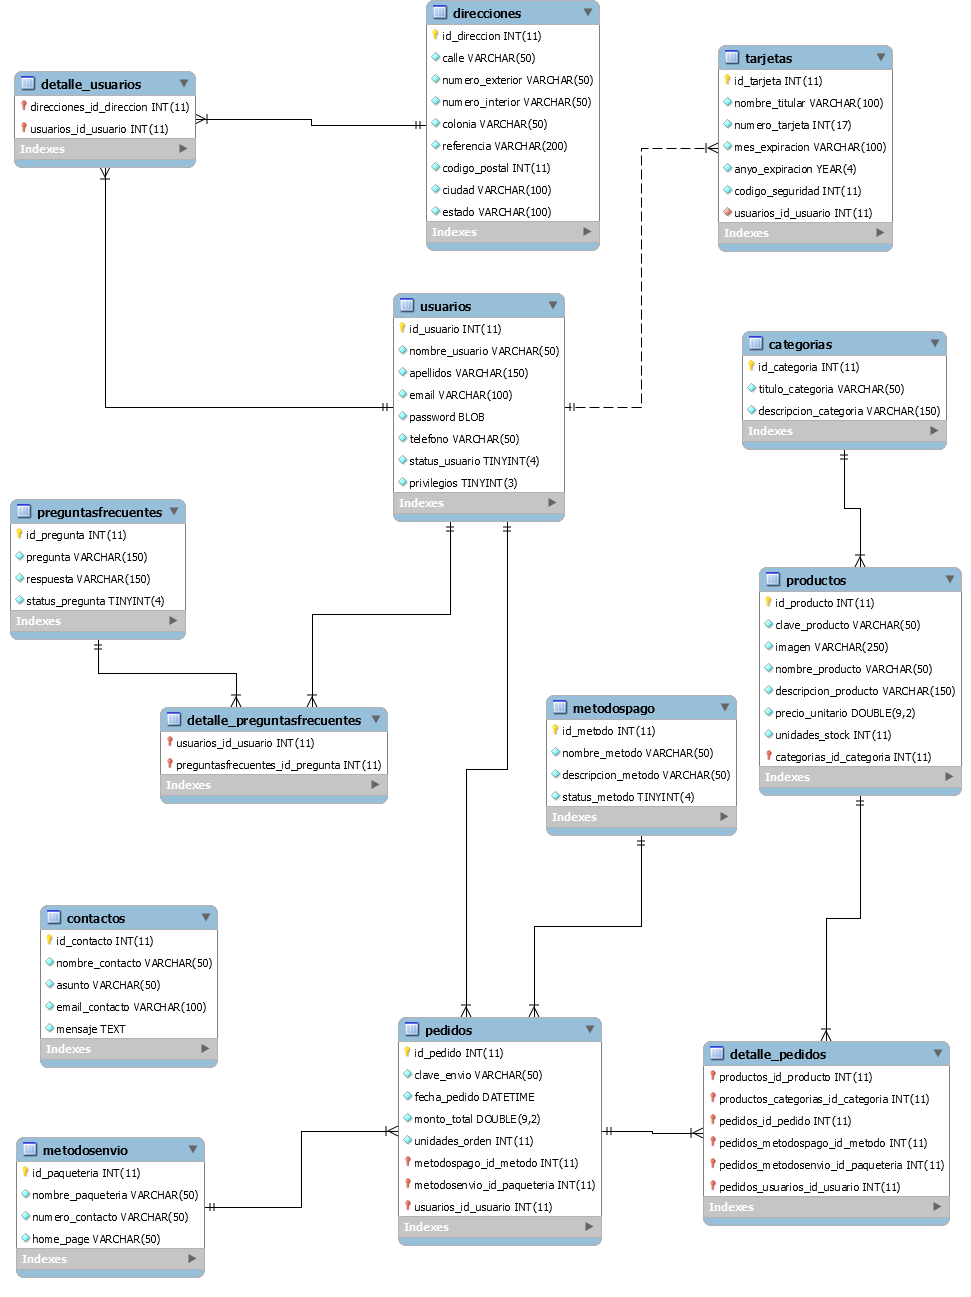 direcciones
id_direccion INT(11)
calle VARCHAR(50)
numero_exterior VARCHAR(50)
numero_interior VARCHAR(50)
colonia VARCHAR(50)
referencia VARCHAR(200)
codigo_postal INT(11)
ciudad VARCHAR(100)
estado VARCHAR(100)
Indexes
detalle_usuarios
direcciones_id_direccion INT(11)
usuarios_id_usuario INT(11)
Indexes
tarjetas
id_tarjeta INT(11)
nombre_titular VARCHAR(100)
numero_tarjeta INT(17)
mes_expiracion VARCHAR(100)
anyo_expiracion YEAR(4)
codigo_seguridad INT(11)
usuarios_id_usuario INT(11)
Indexes
usuarios
id_usuario INT(11)
nombre_usuario VARCHAR(50)
apellidos VARCHAR(150)
email VARCHAR(100)
password BLOB
telefono VARCHAR(50)
status_usuario TINYINT(4)
privilegios TINYINT(3)
Indexes
categorias
id_categoria INT(11)
titulo_categoria VARCHAR(50)
descripcion_categoria VARCHAR(150)
Indexes
preguntasfrecuentes
id_pregunta INT(11)
pregunta VARCHAR(150)
respuesta VARCHAR(150)
status_pregunta TINYINT(4)
Indexes
productos
id_producto INT(11)
clave_producto VARCHAR(50)
imagen VARCHAR(250)
nombre_producto VARCHAR(50)
descripcion_producto VARCHAR(150)
precio_unitario DOUBLE(9,2)
unidades_stock INT(11)
categorias_id_categoria INT(11)
Indexes
detalle_preguntasfrecuentes
usuarios_id_usuario INT(11)
preguntasfrecuentes_id_pregunta INT(11)
Indexes
metodospago
id_metodo INT(11)
nombre_metodo VARCHAR(50)
descripcion_metodo VARCHAR(50)
status_metodo TINYINT(4)
Indexes
contactos
id_contacto INT(11)
nombre_contacto VARCHAR(50)
asunto VARCHAR(50)
email_contacto VARCHAR(100)
mensaje TEXT
Indexes
pedidos
id_pedido INT(11)
clave_envio VARCHAR(50)
fecha_pedido DATETIME
monto_total DOUBLE(9,2)
unidades_orden INT(11)
metodospago_id_metodo INT(11)
metodosenvio_id_paqueteria INT(11)
usuarios_id_usuario INT(11)
Indexes
detalle_pedidos
productos_id_producto INT(11)
productos_categorias_id_categoria INT(11)
pedidos_id_pedido INT(11)
pedidos_metodospago_id_metodo INT(11)
pedidos_metodosenvio_id_paqueteria INT(11)
pedidos_usuarios_id_usuario INT(11)
Indexes
metodosenvio
id_paqueteria INT(11)
nombre_paqueteria VARCHAR(50)
numero_contacto VARCHAR(50)
home_page VARCHAR(50)
Indexes